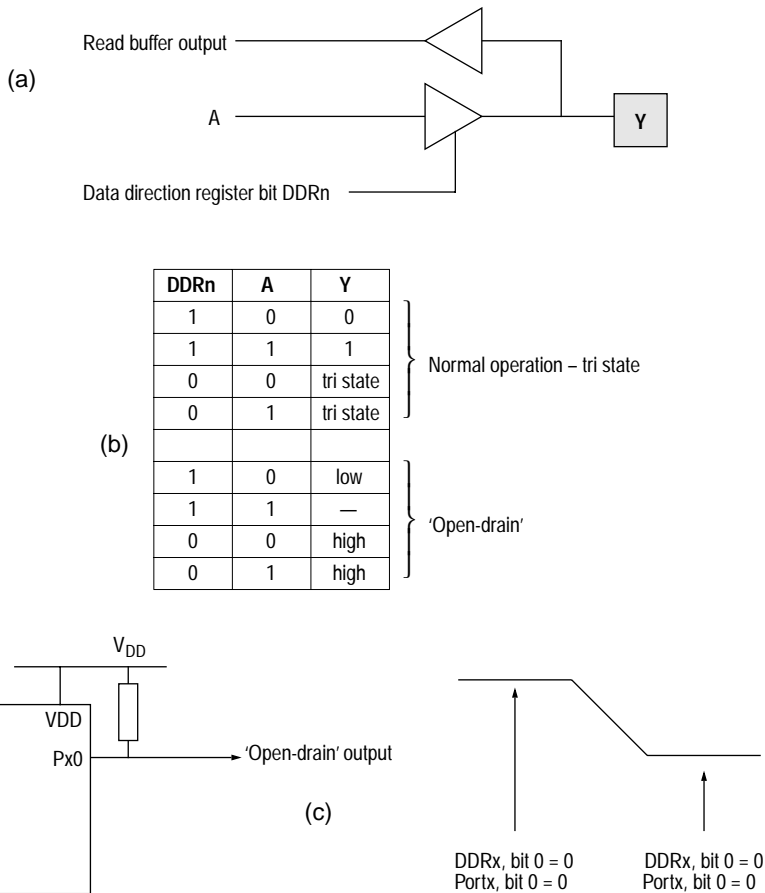 Read buffer output
(a)
A
Y
Data direction register bit DDRn
DDRn A Y
1 0 0
1 1 1
0 0 tri state
0 1 tri state
Normal operation – tri state
(b)
1 0 low
1 1 —
0 0 high
0 1 high
'Open-drain'
VDD
VDD
Px0
'Open-drain' output
(c)
DDRx, bit 0 = 0
Portx, bit 0 = 0
DDRx, bit 0 = 0
Portx, bit 0 = 0